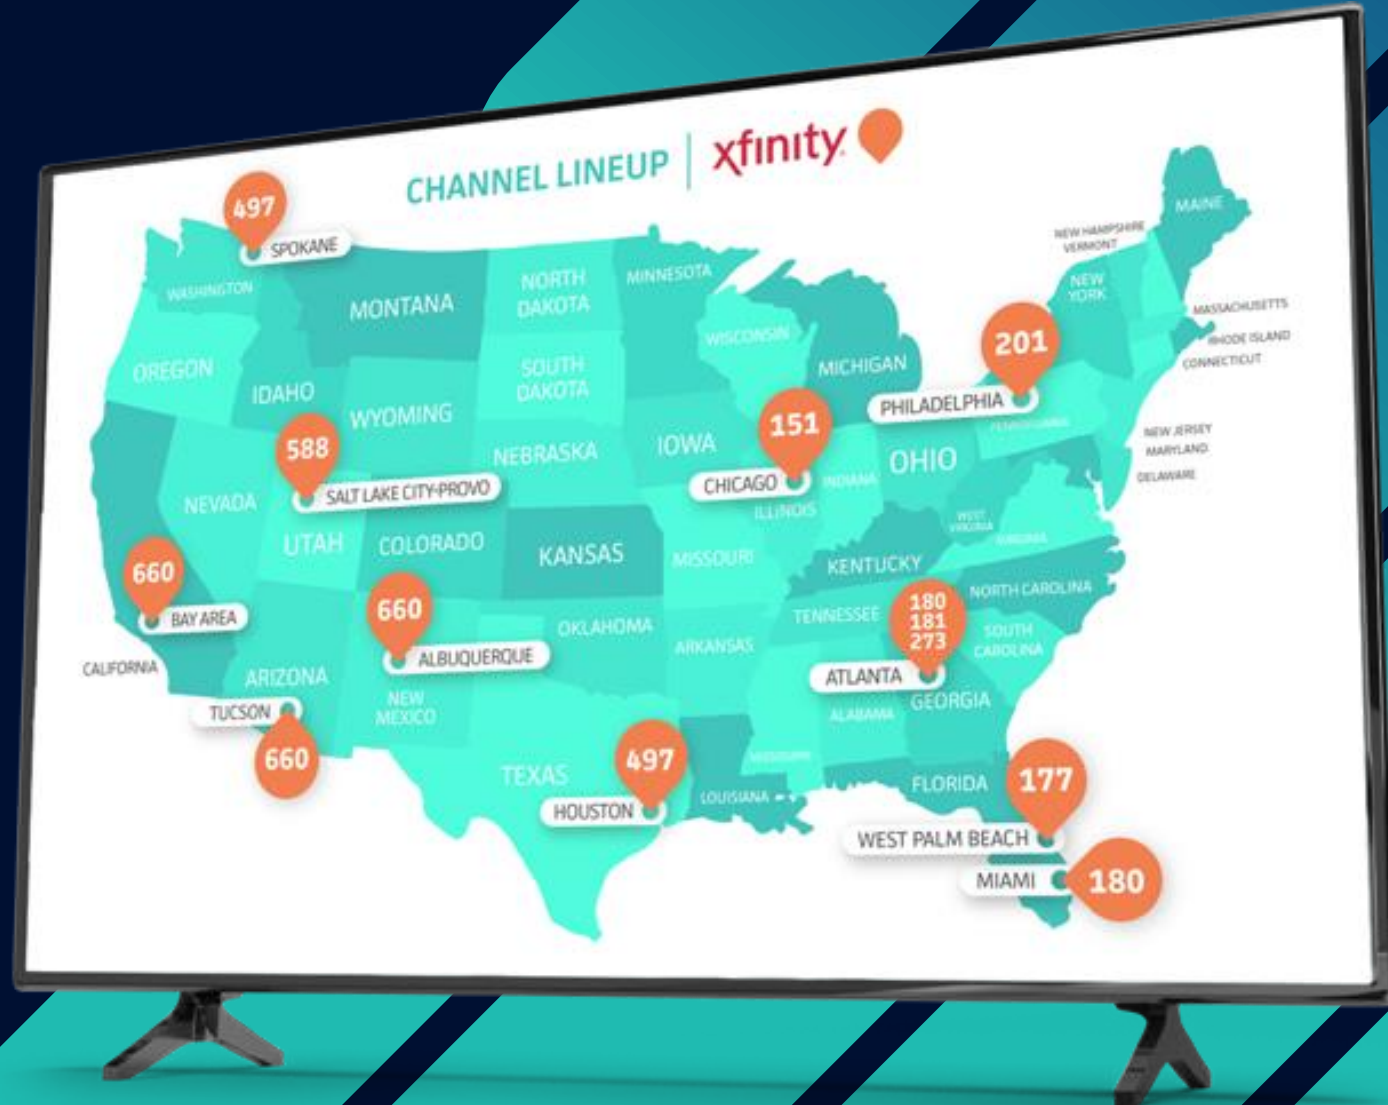 CHANNEL LINEUP
xfinity
497
SPOKANE
WASHINGTON
MONTANA
NORTH
DAKOTA
MINNESOTA
MAINE
NEW HAMPSHIRE
VERMONT
NEW
YORK
MASSACHUSETTS
RHODE ISLAND
CONNECTICUT
OREGON
IDAHO
WYOMING
SOUTH
DAKOTA
WISCONSIN
MICHIGAN
201
PHILADELPHIA
PENNSYLVANIA
NEW JERSEY
MARYLAND
DELAWARE
588
SALT LAKE CITY-PROVO
NEBRASKA
IOWA
151
CHICAGO
ILLINOIS
INDIANA
OHIO
NEVADA
UTAH
COLORADO
KANSAS
MISSOURI
KENTUCKY
WEST
VIRGINIA
VIRGINIA
660
BAY AREA
CALIFORNIA
660
ALBUQUERQUE
OKLAHOMA
ARKANSAS
TENNESSEE
180
181
273
ATLANTA
NORTH CAROLINA
SOUTH
CAROLINA
ARIZONA
TUCSON
660
NEW
MEXICO
ALABAMA
GEORGIA
TEXAS
497
HOUSTON
LOUISIANA
MISSISSIPPI
FLORIDA
177
WEST PALM BEACH
MIAMI
180